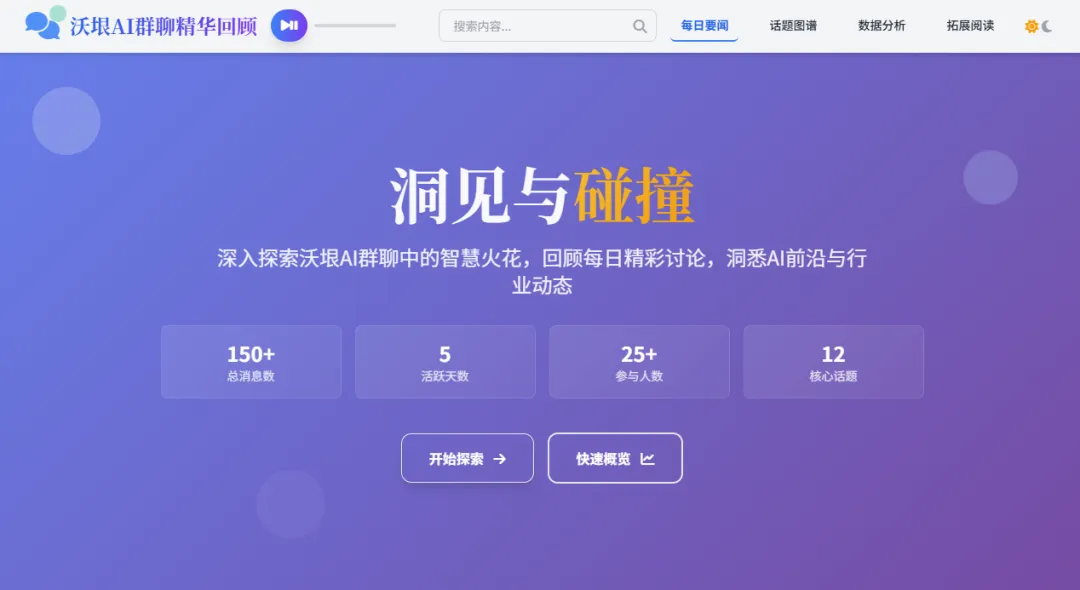 沃垠AI群聊精华回顾
搜索内容...
每日要闻
话题图谱
数据分析
拓展阅读
洞见与碰撞
深入探索沃垠AI群聊中的智慧火花，回顾每日精彩讨论，洞悉AI前沿与行
业动态
150+
总消息数
5
活跃天数
25+
参与人数
12
核心话题
开始探索
快速概览